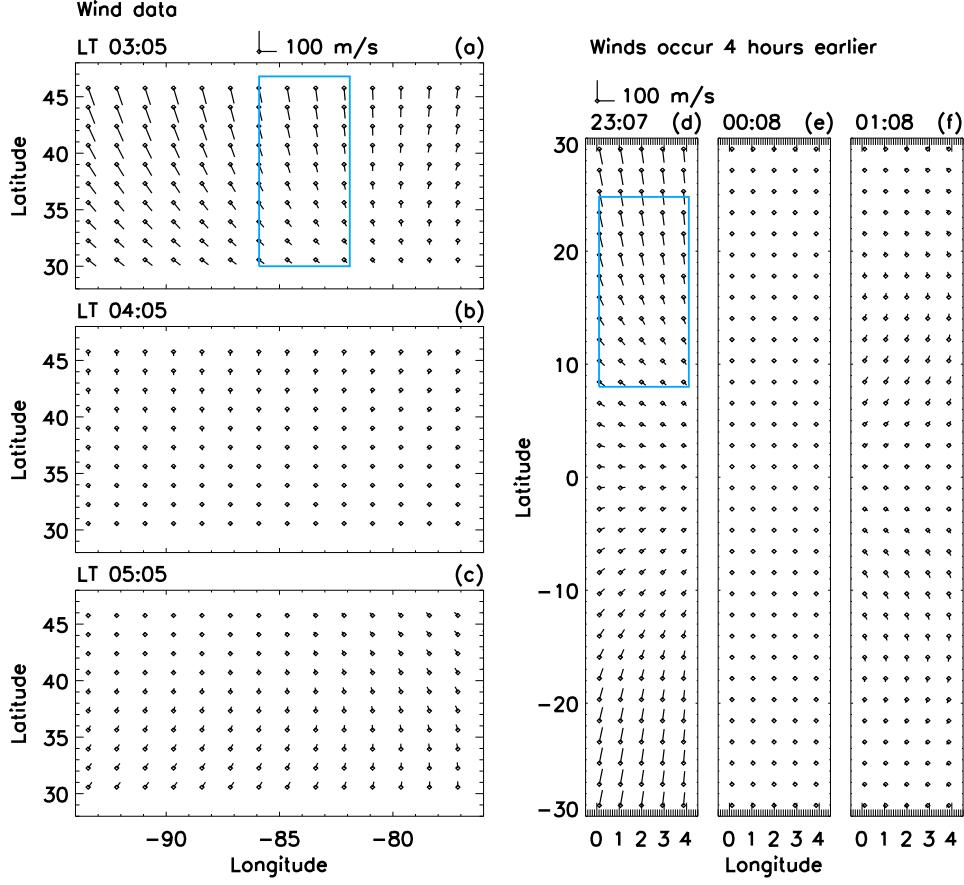 Wind data
LT 03:05 100 m/s (a)
45
40
35
30
Latitude
LT 04:05 (b)
45
40
35
30
Latitude
LT 05:05 (c)
45
40
35
30
Latitude
−90 −85 −80
Longitude
Winds occur 4 hours earlier
100 m/s
23:07 (d) 00:08 (e) 01:08 (f)
30
20
10
0
−10
−20
−30
Latitude
0 1 2 3 4 0 1 2 3 4 0 1 2 3 4
Longitude